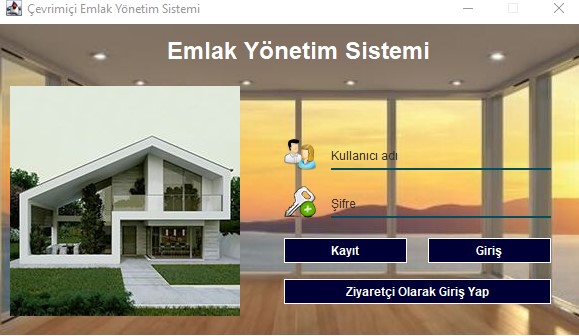 Çevrimiçi Emlak Yönetim Sistemi
Emlak Yönetim Sistemi
Kullanıcı adı
Şifre
Kayıt
Giriş
Ziyaretçi Olarak Giriş Yap